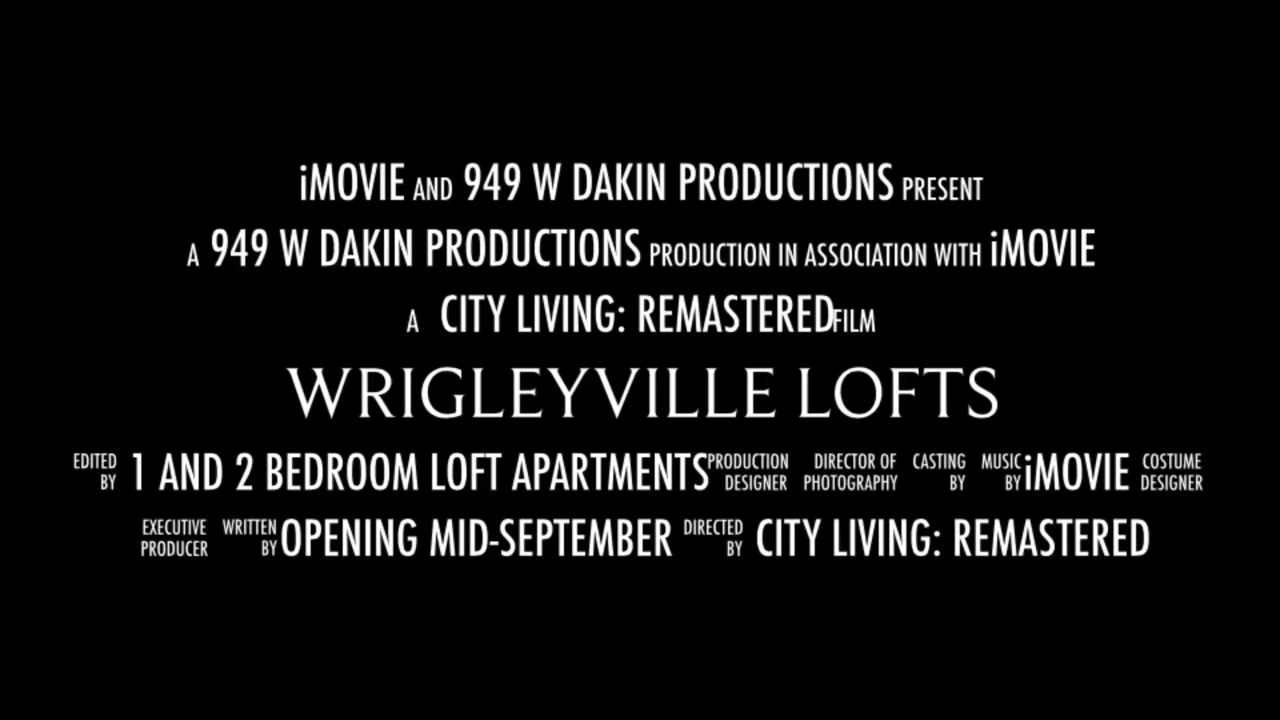 iMOVIE AND 949 W DAKIN PRODUCTIONS PRESENT
A 949 W DAKIN PRODUCTIONS PRODUCTION IN ASSOCIATION WITH iMOVIE
A CITY LIVING: REMASTERED FILM
WRIGLEYVILLE LOFTS
EDITED BY 1 AND 2 BEDROOM LOFT APARTMENTS PRODUCTION DESIGNER DIRECTOR OF PHOTOGRAPHY CASTING BY MUSIC BY iMOVIE COSTUME DESIGNER
EXECUTIVE PRODUCER WRITTEN BY OPENING MID-SEPTEMBER DIRECTED BY CITY LIVING: REMASTERED